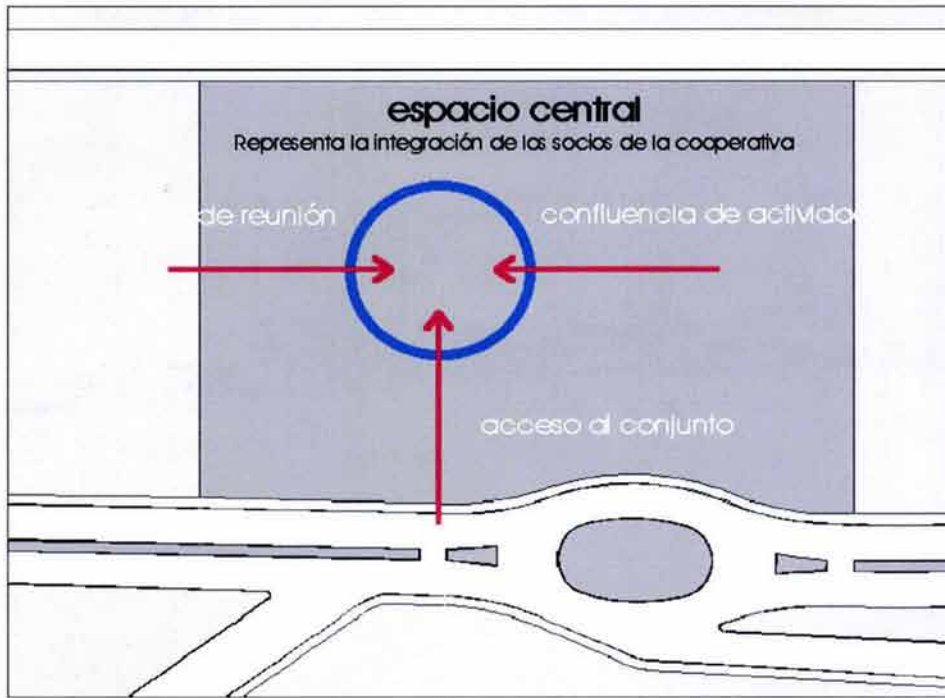 espacio central
Representa la integración de los socios de la cooperativa
de reunión
confluencia de activida
acceso al conjunto